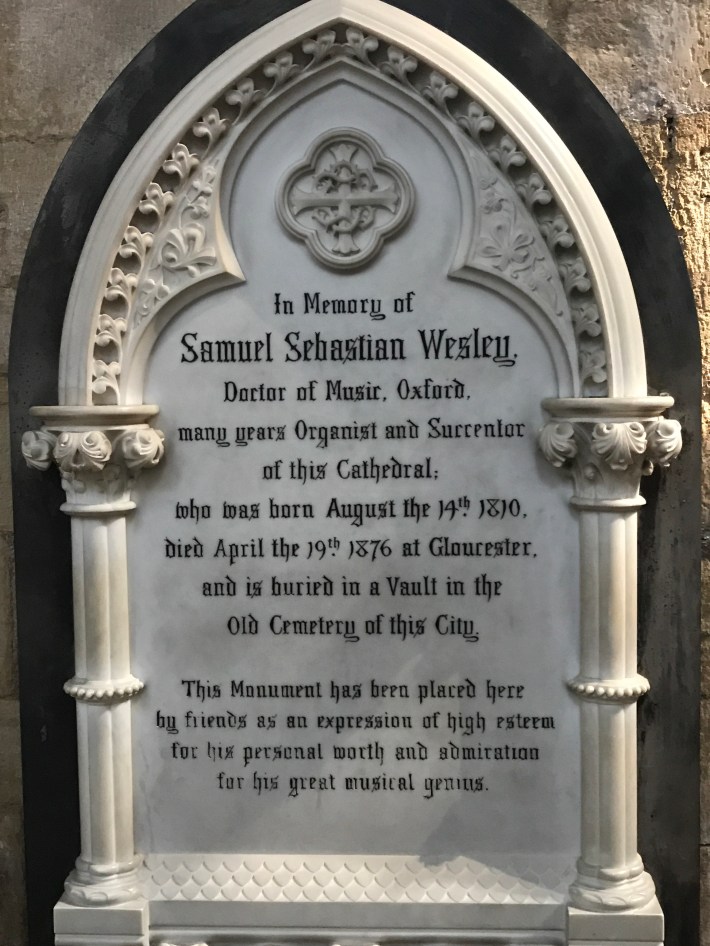 In Memory of
Samuel Sebastian Wesley.
Doctor of Music, Oxford,
many years Organist and Succentor
of this Cathedral;
who was born August the 14th. 1810,
died April the 19th. 1876 at Gloucester,
and is buried in a Vault in the
Old Cemetery of this City.
This Monument has been placed here
by friends as an expression of high esteem
for his personal worth and admiration
for his great musical genius.